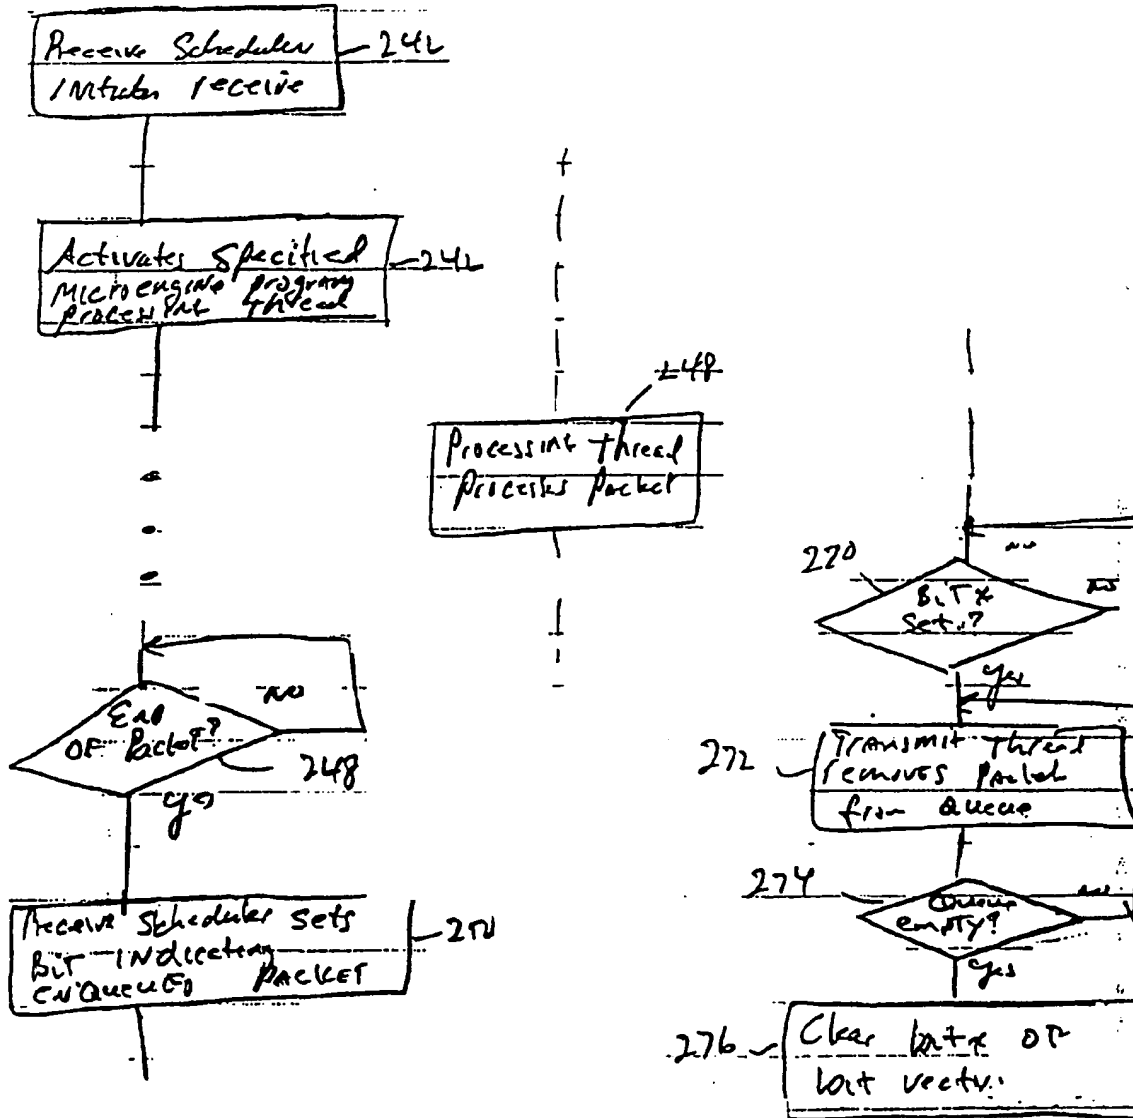 Receive Scheduler
Initiates receive
242
Activates Specified
Microengine program
processing thread
242
248
Processing thread
processes packet
270
BIT x
Set?
no
no
yes
End
OF Packet?
NO
248
yes
272
Transmit thread
removes Packet
from Queue
274
Queue
empty?
no
yes
Receive Scheduler sets
BIT indicating
ENQUEUED PACKET
276
Clear bit x of
bit vector